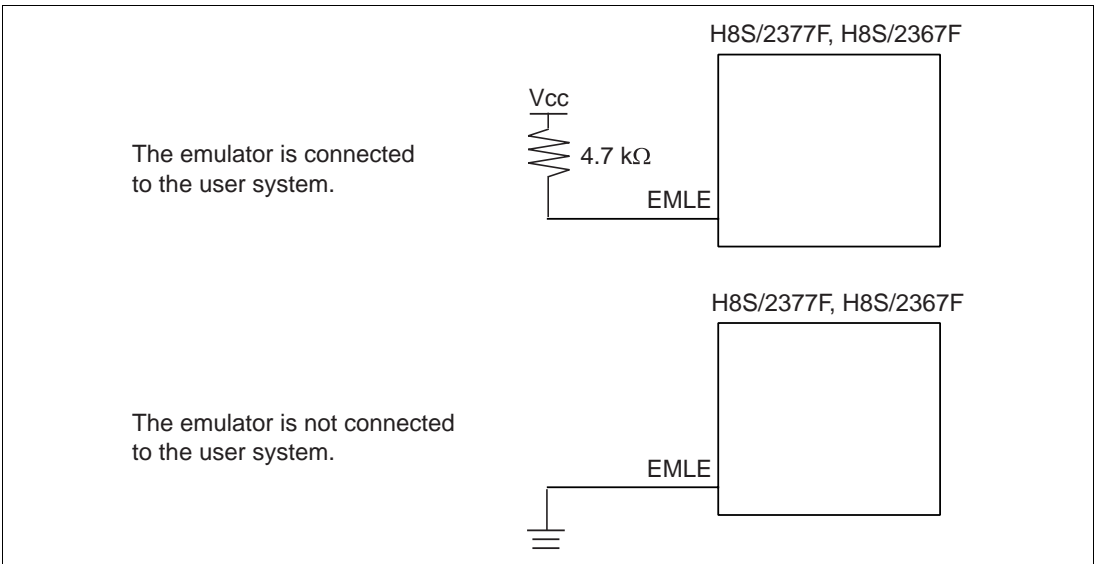 H8S/2377F, H8S/2367F
Vcc
The emulator is connected
to the user system.
4.7 kΩ
EMLE
H8S/2377F, H8S/2367F
The emulator is not connected
to the user system.
EMLE